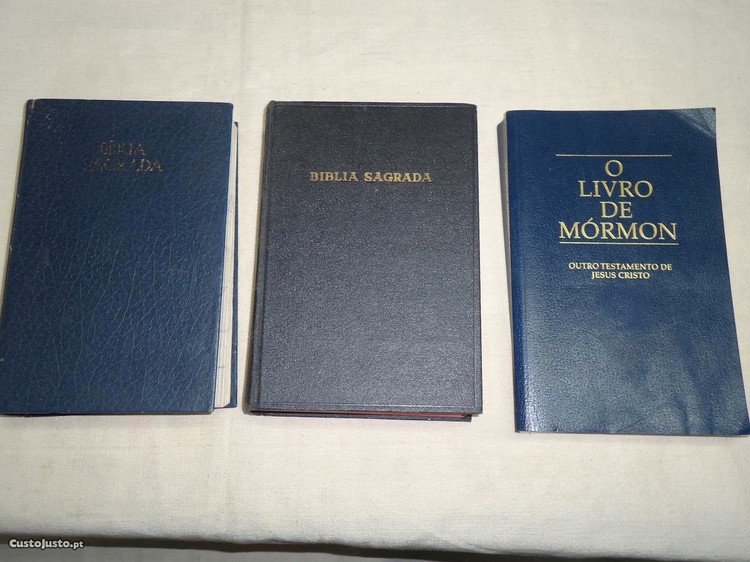 BÍBLIA
SAGRADA
BIBLIA SAGRADA
O
LIVRO
DE
MÓRMON
OUTRO TESTAMENTO DE
JESUS CRISTO
CustoJusto.pt